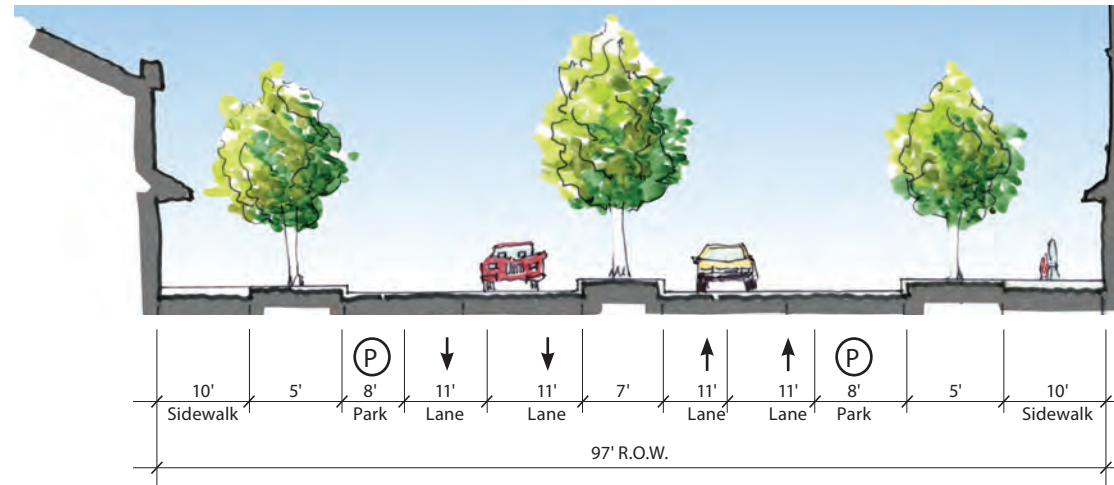 P P
10' 5' 8' 11' 11' 7' 11' 11' 8' 5' 10'
Sidewalk Park Lane Lane Lane Lane Park Sidewalk
97' R.O.W.